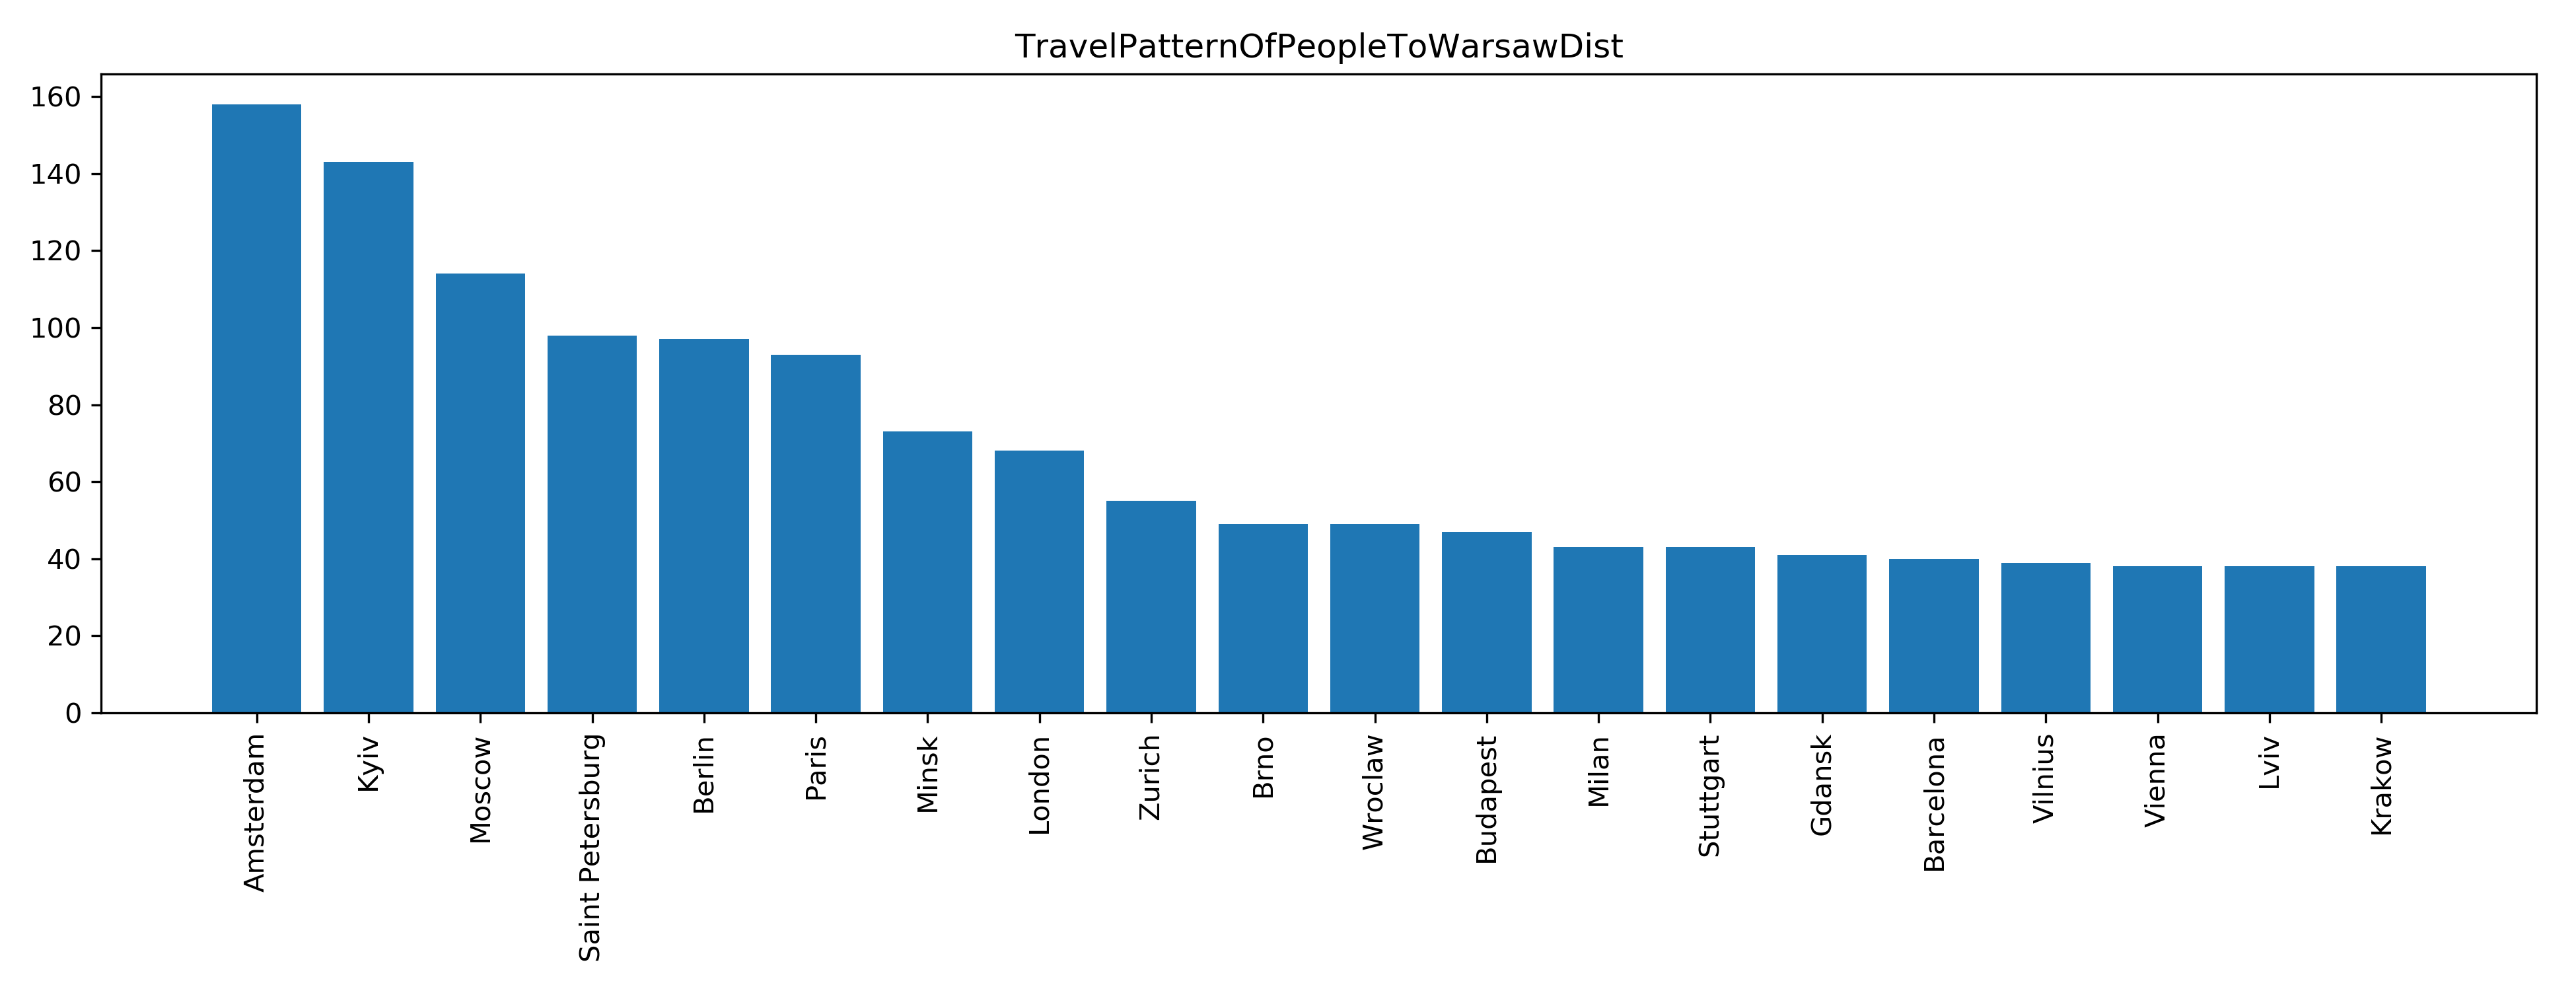 TravelPatternOfPeopleToWarsawDist
160
140
120
100
80
60
40
20
0
Amsterdam
Kyiv
Moscow
Saint Petersburg
Berlin
Paris
Minsk
London
Zurich
Brno
Wroclaw
Budapest
Milan
Stuttgart
Gdansk
Barcelona
Vilnius
Vienna
Lviv
Krakow